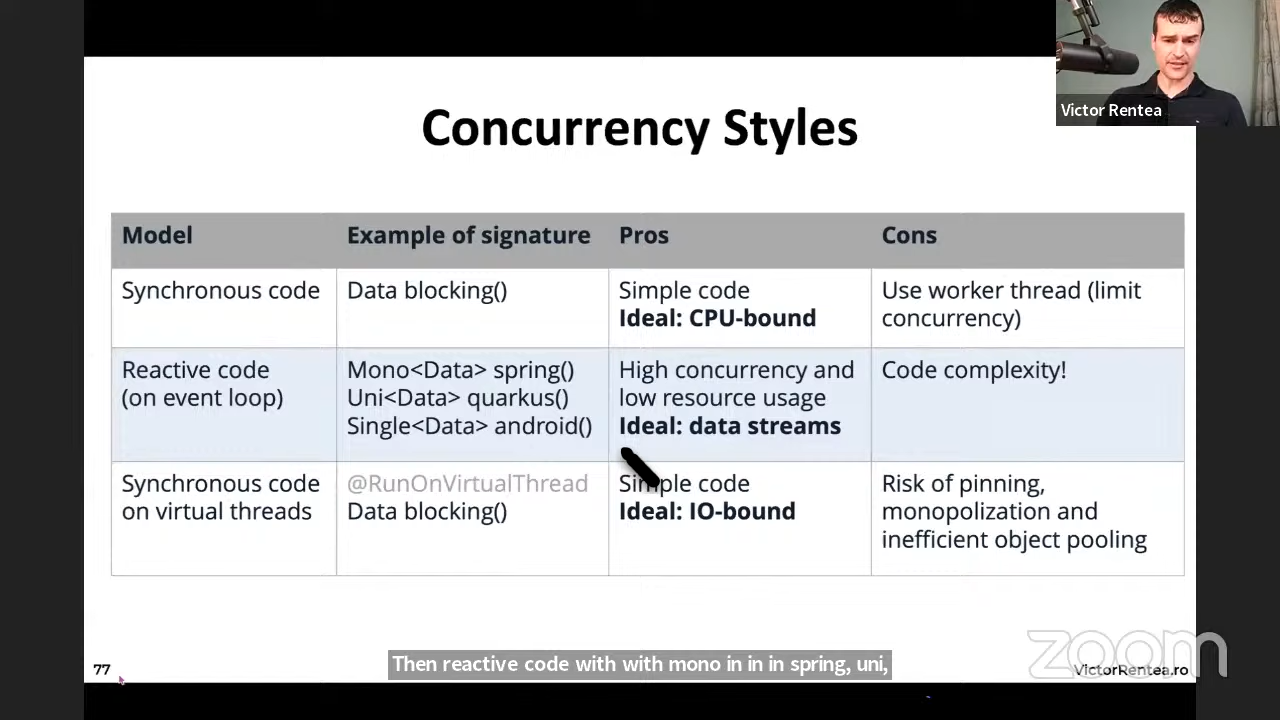 Victor Rentea
Concurrency Styles
Model
Example of signature
Pros
Cons
Synchronous code
Data blocking()
Simple code
Ideal: CPU-bound
Use worker thread (limit
concurrency)
Reactive code
(on event loop)
Mono<Data> spring()
Uni<Data> quarkus()
Single<Data> android()
High concurrency and
low resource usage
Ideal: data streams
Code complexity!
Synchronous code
on virtual threads
@RunOnVirtualThread
Data blocking()
Simple code
Ideal: IO-bound
Risk of pinning,
monopolization and
inefficient object pooling
zoom
77
Then reactive code with with mono in in in spring, uni,
VictorRentea.ro